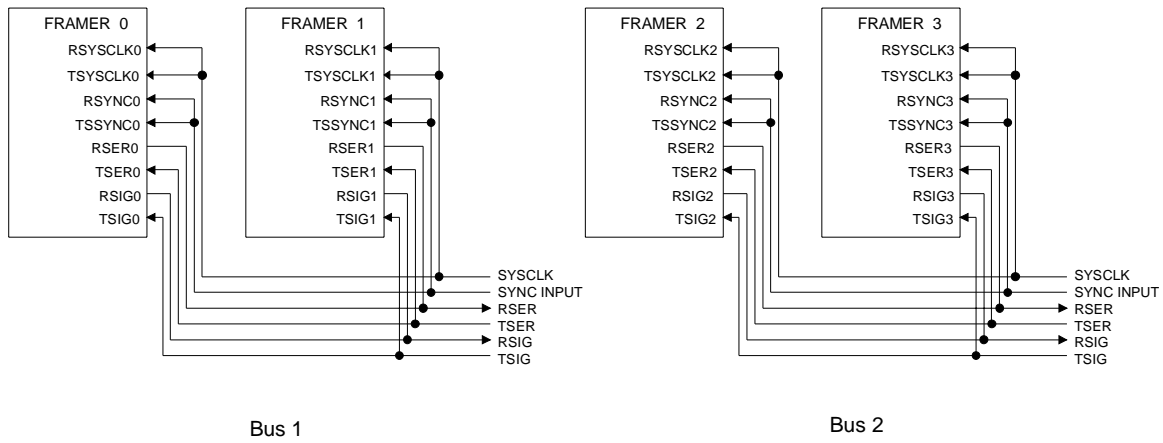 FRAMER 0
RSYSCLK0
TSYSCLK0
RSYNC0
TSSYNC0
RSER0
TSER0
RSIG0
TSIG0
FRAMER 1
RSYSCLK1
TSYSCLK1
RSYNC1
TSSYNC1
RSER1
TSER1
RSIG1
TSIG1
SYSCLK
SYNC INPUT
RSER
TSER
RSIG
TSIG
Bus 1
FRAMER 2
RSYSCLK2
TSYSCLK2
RSYNC2
TSSYNC2
RSER2
TSER2
RSIG2
TSIG2
FRAMER 3
RSYSCLK3
TSYSCLK3
RSYNC3
TSSYNC3
RSER3
TSER3
RSIG3
TSIG3
SYSCLK
SYNC INPUT
RSER
TSER
RSIG
TSIG
Bus 2